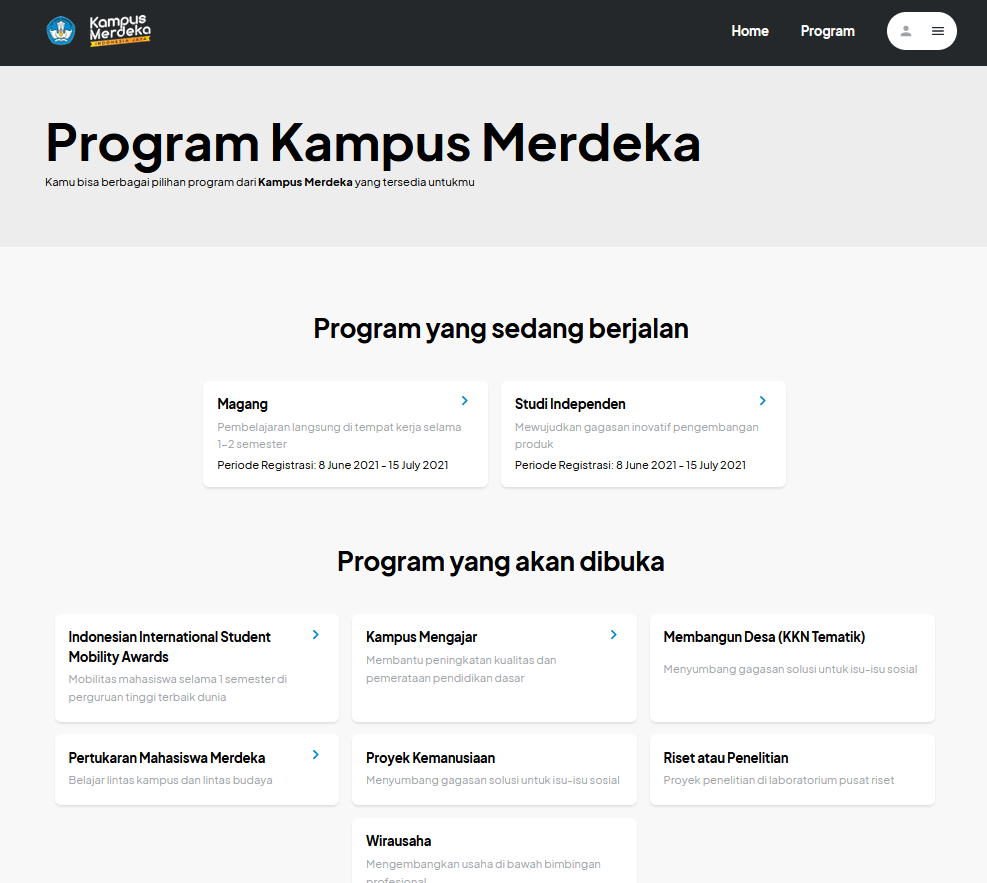 Kampus
Merdeka
INDONESIA JAYA
Home
Program
Program Kampus Merdeka
Kamu bisa berbagai pilihan program dari Kampus Merdeka yang tersedia untukmu
Program yang sedang berjalan
Magang
Pembelajaran langsung di tempat kerja selama
1-2 semester
Periode Registrasi: 8 June 2021 - 15 July 2021
Studi Independen
Mewujudkan gagasan inovatif pengembangan
produk
Periode Registrasi: 8 June 2021 - 15 July 2021
Program yang akan dibuka
Indonesian International Student
Mobility Awards
Mobilitas mahasiswa selama 1 semester di
perguruan tinggi terbaik dunia
Kampus Mengajar
Membantu peningkatan kualitas dan
pemerataan pendidikan dasar
Membangun Desa (KKN Tematik)
Menyumbang gagasan solusi untuk isu-isu sosial
Pertukaran Mahasiswa Merdeka
Belajar lintas kampus dan lintas budaya
Proyek Kemanusiaan
Menyumbang gagasan solusi untuk isu-isu sosial
Riset atau Penelitian
Proyek penelitian di laboratorium pusat riset
Wirausaha
Mengembangkan usaha di bawah bimbingan
profesional